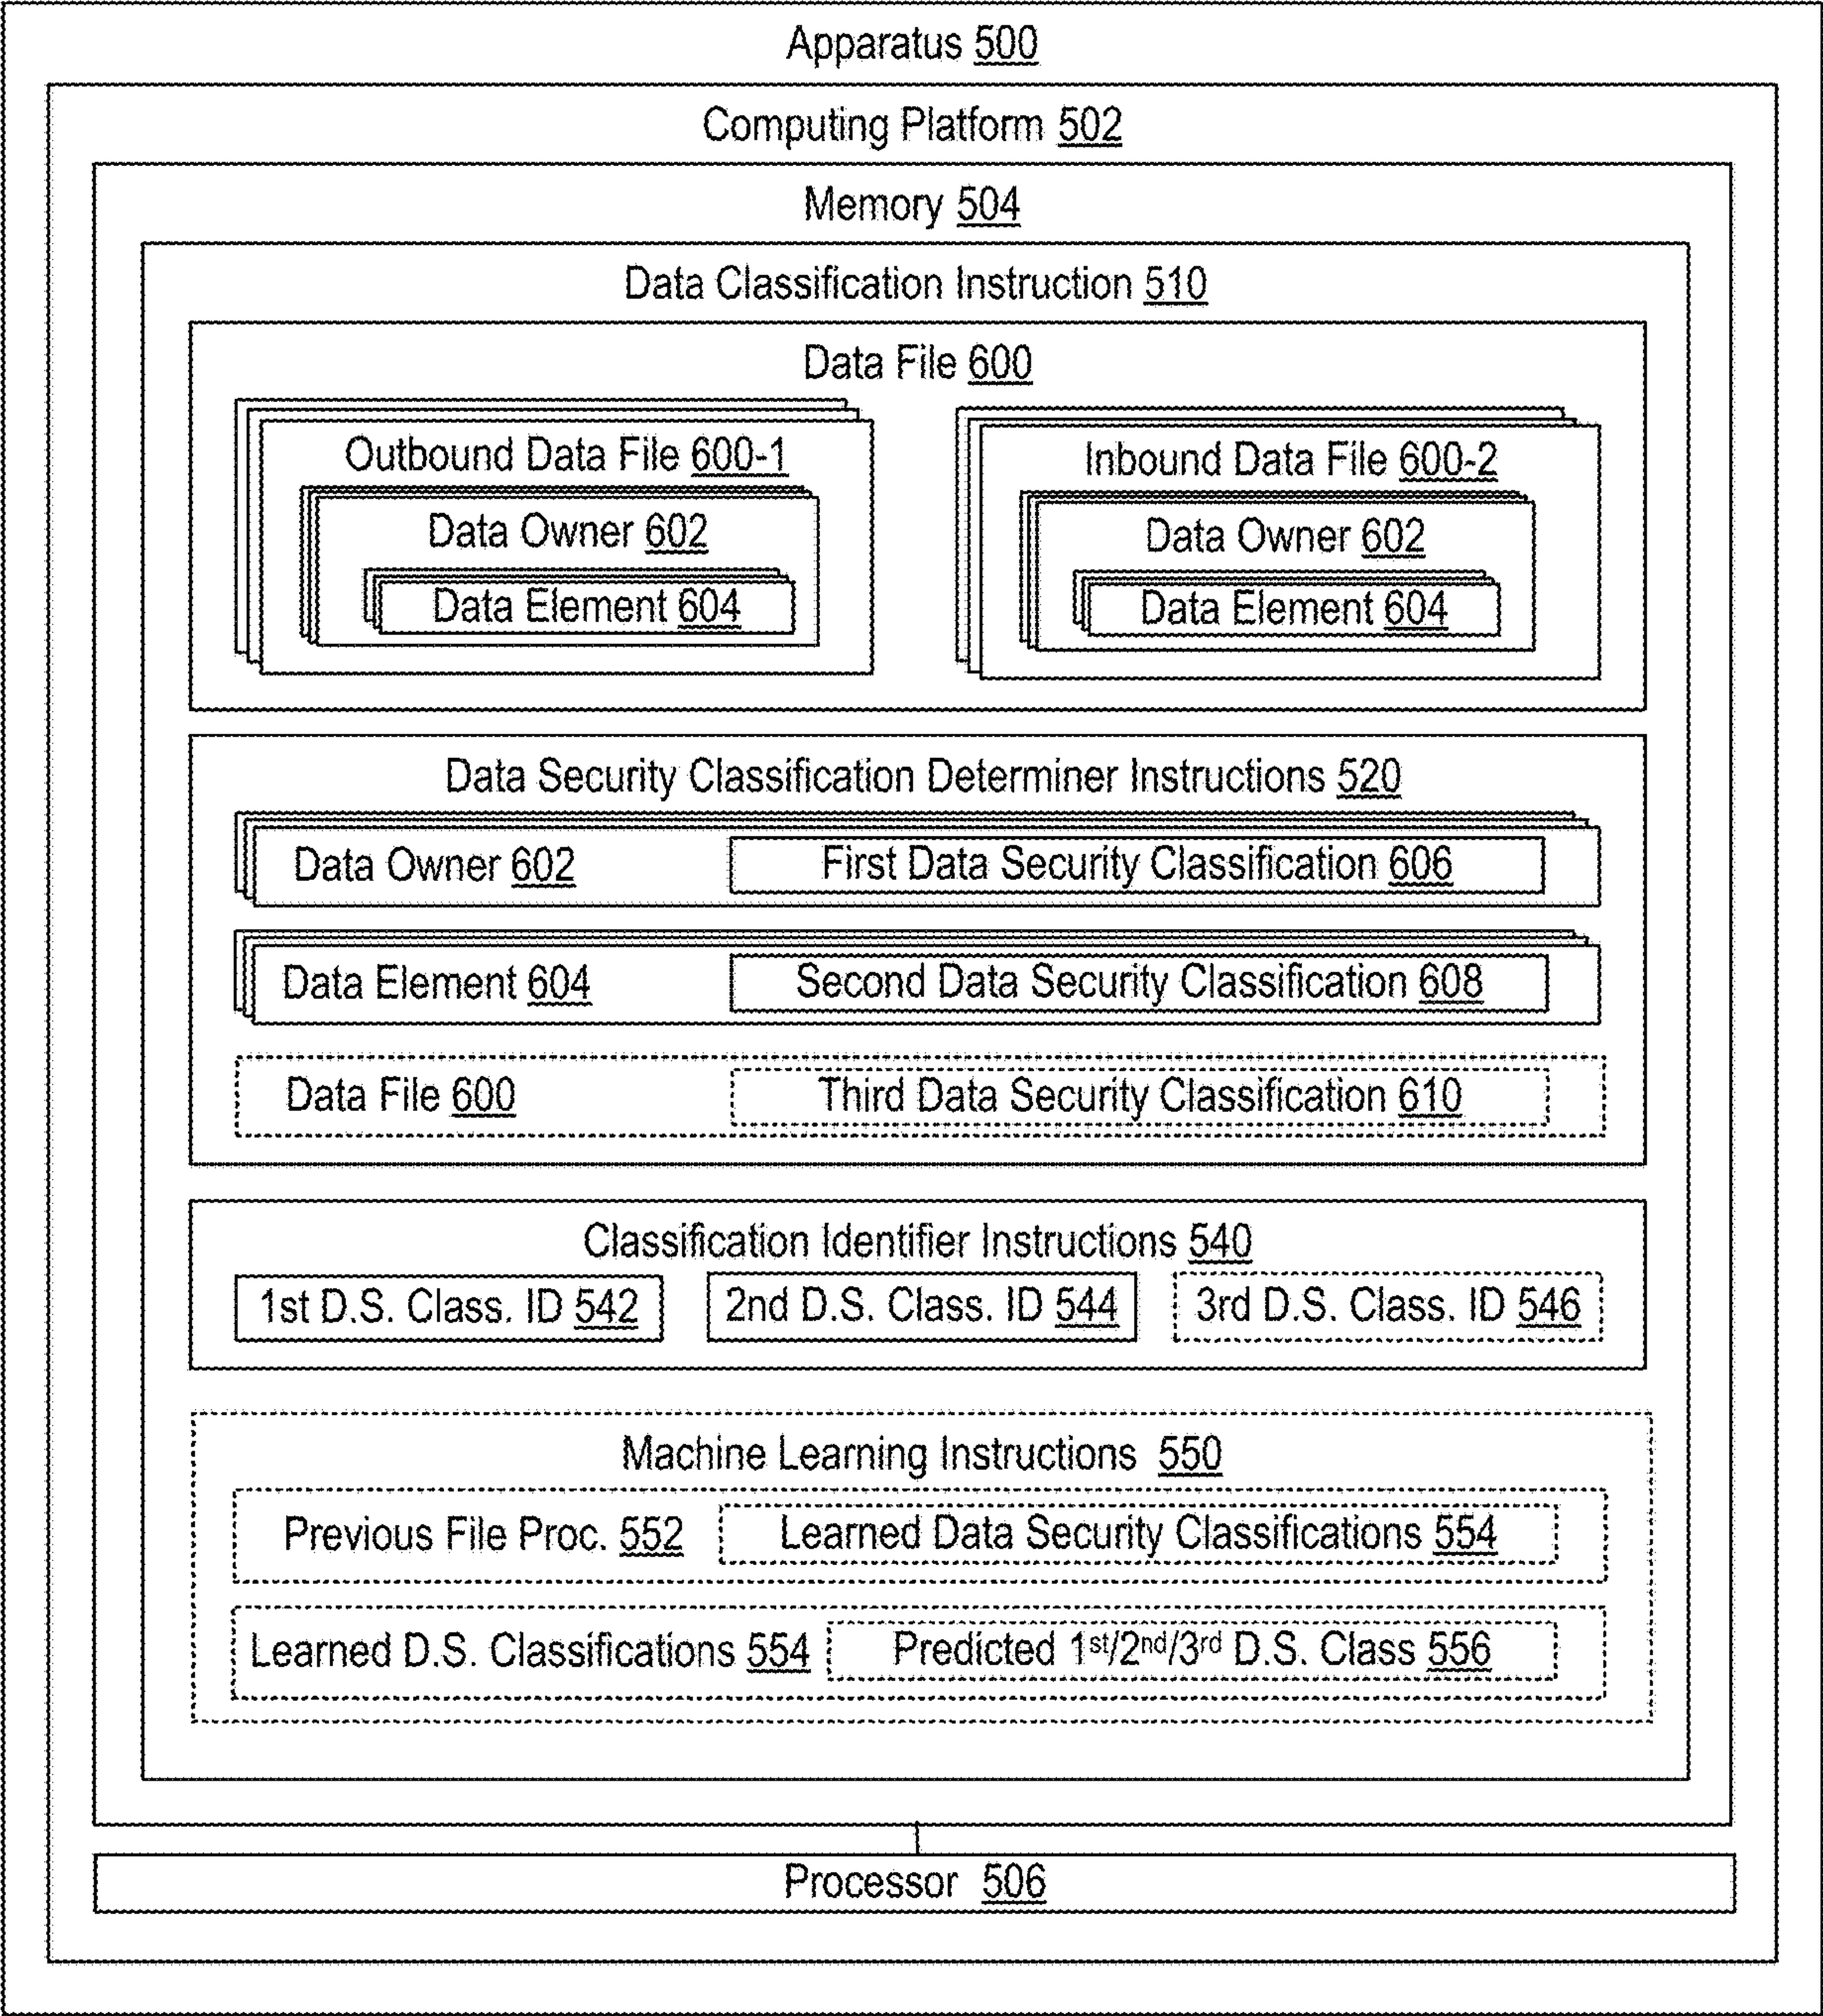 Apparatus 500
Computing Platform 502
Memory 504
Data Classification Instruction 510
Data File 600
Outbound Data File 600-1
Data Owner 602
Data Element 604
Inbound Data File 600-2
Data Owner 602
Data Element 604
Data Security Classification Determiner Instructions 520
Data Owner 602 First Data Security Classification 606
Data Element 604 Second Data Security Classification 608
Data File 600 Third Data Security Classification 610
Classification Identifier Instructions 540
1st D.S. Class. ID 542 2nd D.S. Class. ID 544 3rd D.S. Class. ID 546
Machine Learning Instructions 550
Previous File Proc. 552 Learned Data Security Classifications 554
Learned D.S. Classifications 554 Predicted 1st/2nd/3rd D.S. Class 556
Processor 506